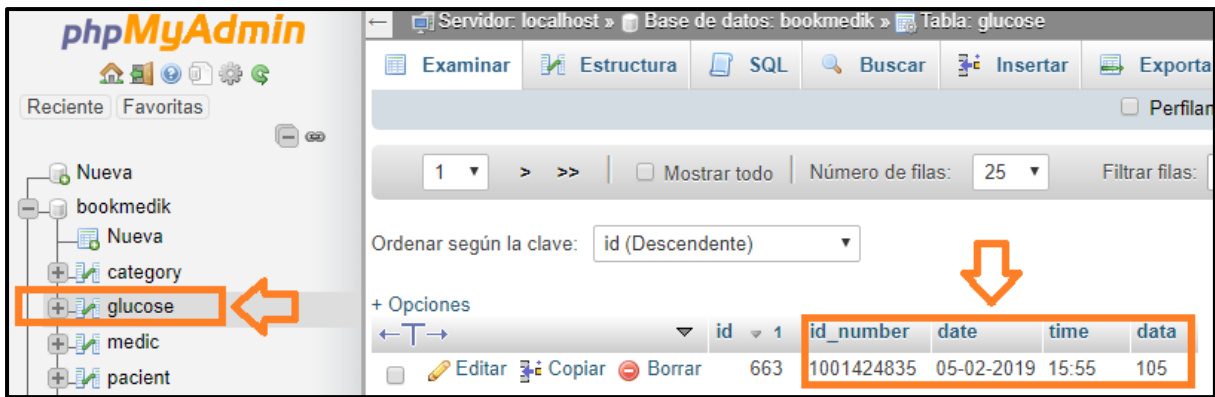 phpMyAdmin
Reciente Favoritas
Nueva
bookmedik
Nueva
category
glucose
medic
pacient
← Servidor: localhost » Base de datos: bookmedik » Tabla: glucose
Examinar Estructura SQL Buscar Insertar Exporta
Perfilan
1 > >> Mostrar todo Número de filas: 25 Filtrar filas:
Ordenar según la clave: id (Descendente)
+ Opciones
←T→ id 1 id_number date time data
Editar Copiar Borrar 663 1001424835 05-02-2019 15:55 105